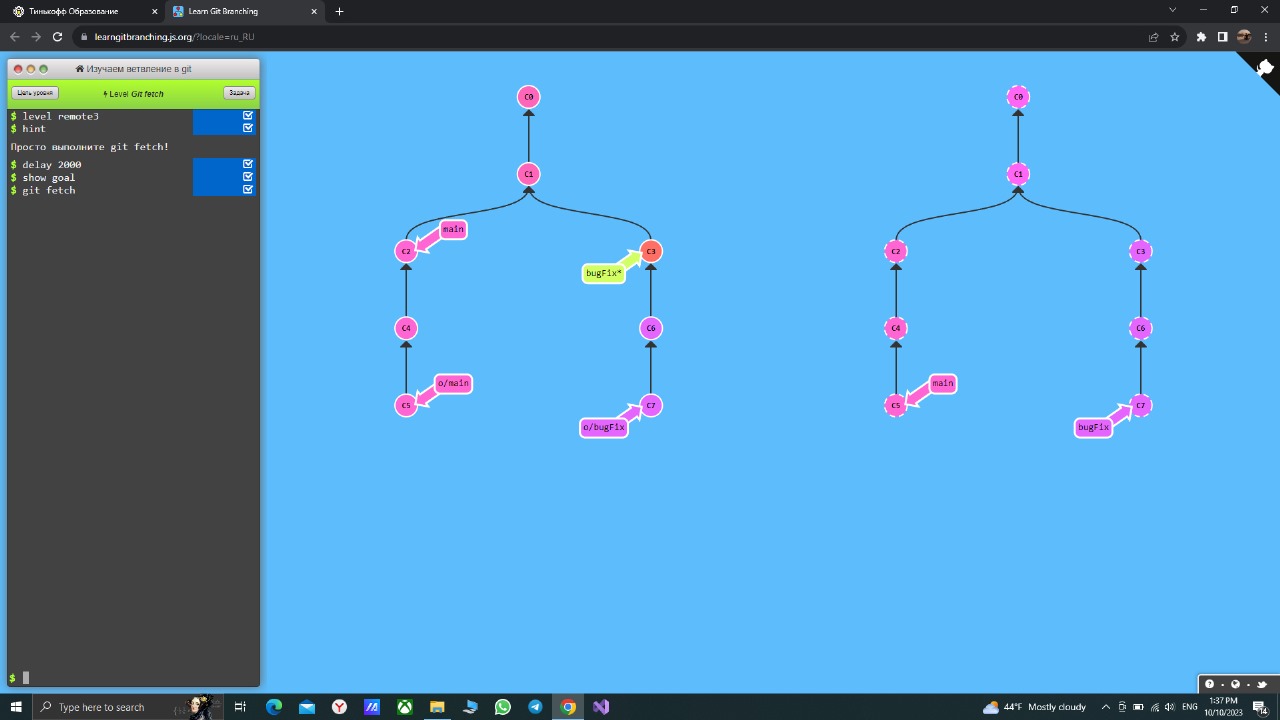 Тинькофф Образование
Learn Git Branching
learngitbranching.js.org/?locale=ru_RU
Изучаем ветвление в git
Цель уровня
Level Git fetch
Задача
$ level remote3
$ hint
Просто выполните git fetch!
$ delay 2000
$ show goal
$ git fetch
$
C0
C1
main
C2
C3
bugFix*
C4
C6
o/main
C5
C7
o/bugFix
C0
C1
C2
C3
C4
C6
main
C5
C7
bugFix
Type here to search
44°F Mostly cloudy
ENG
1:37 PM
10/10/2023
14